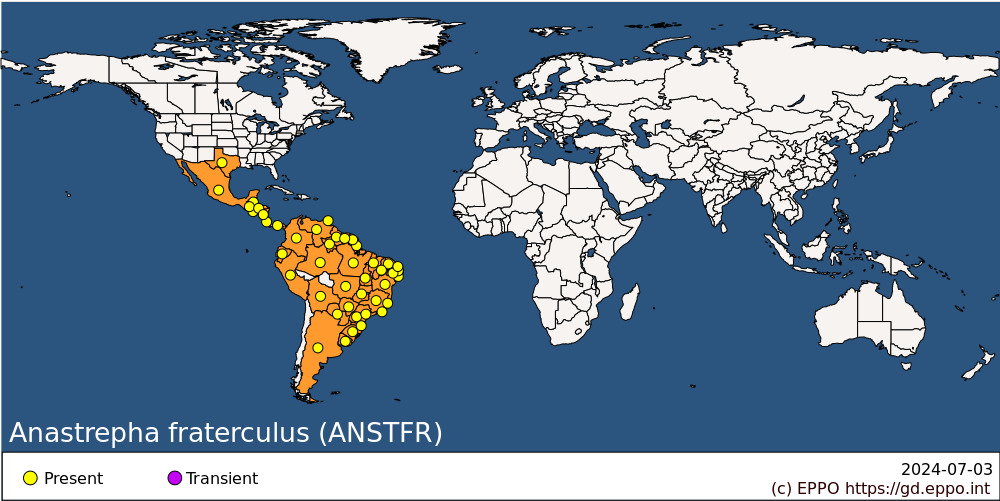 Anastrepha fraterculus (ANSTFR)
Present
Transient
2024-07-03
(c) EPPO https://gd.eppo.int